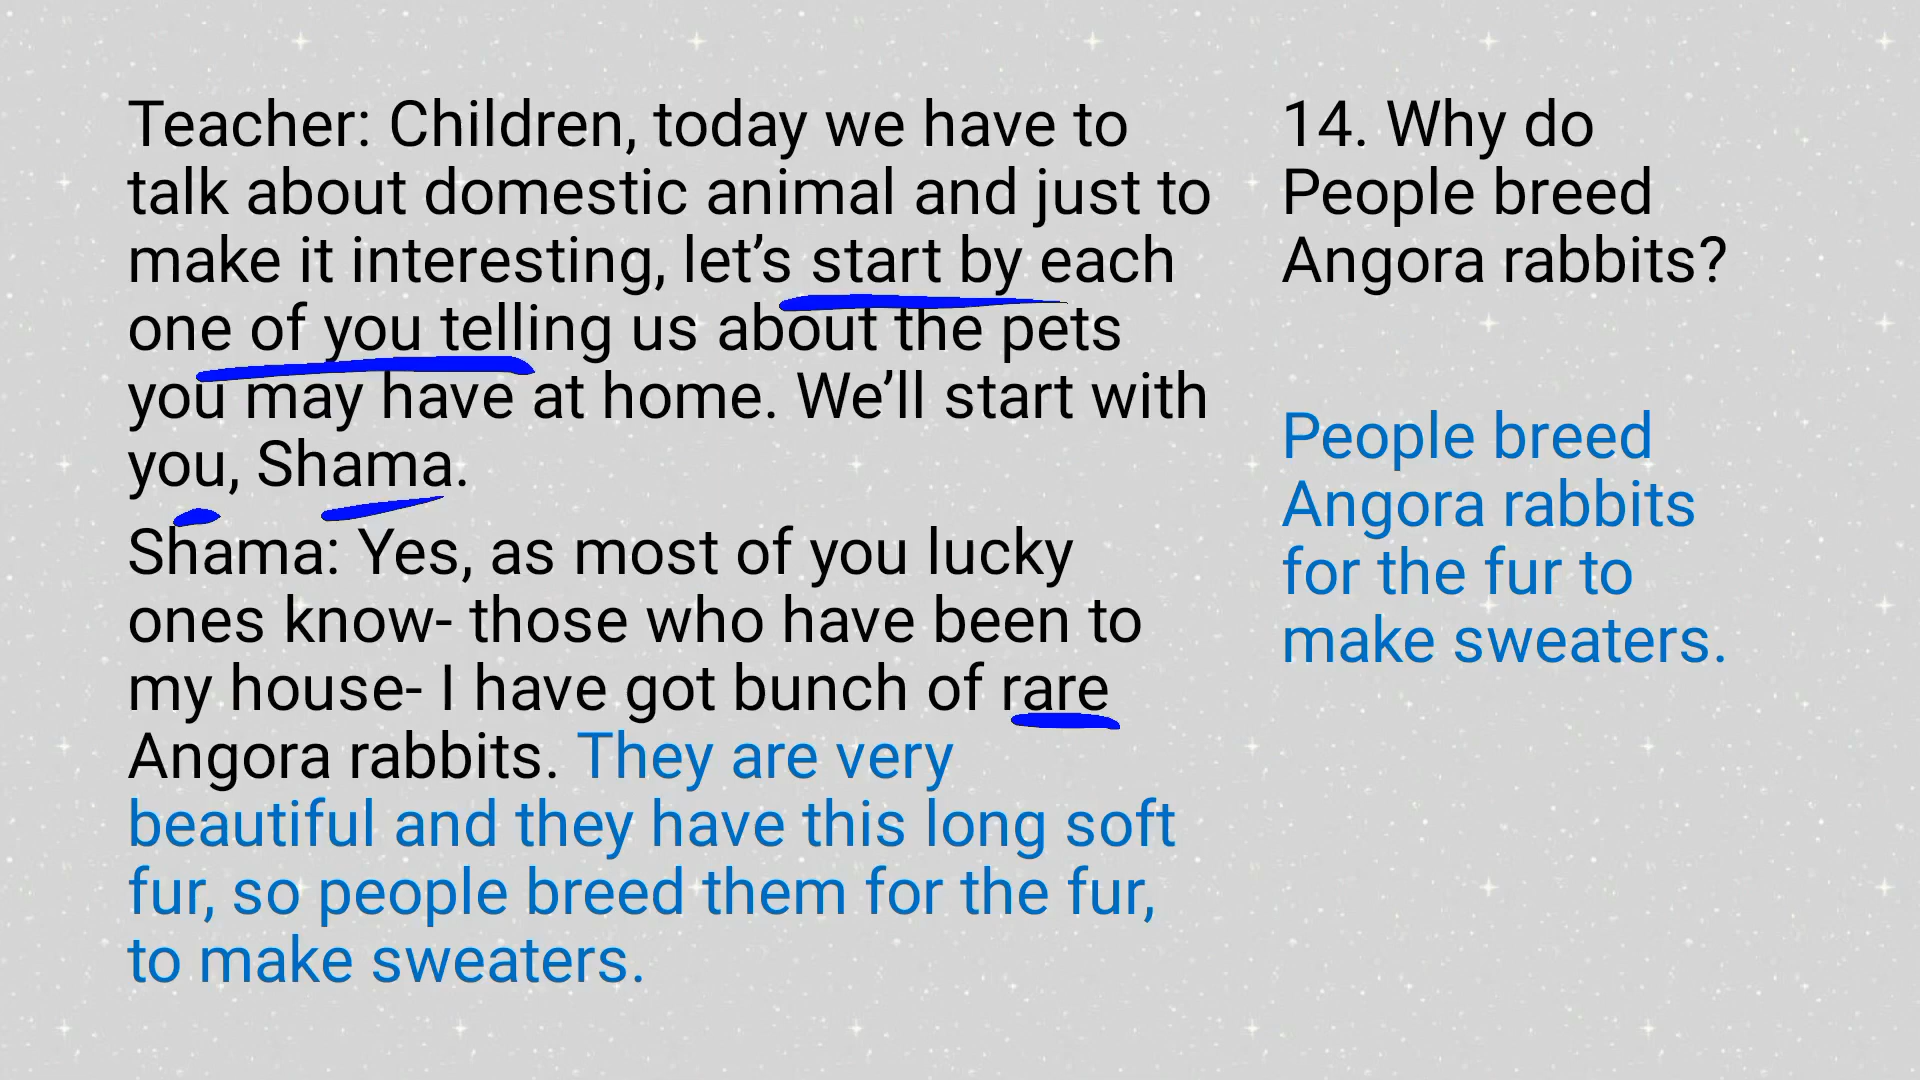 Teacher: Children, today we have to
talk about domestic animal and just to
make it interesting, let’s start by each
one of you telling us about the pets
you may have at home. We’ll start with
you, Shama.
Shama: Yes, as most of you lucky
ones know- those who have been to
my house- I have got bunch of rare
Angora rabbits. They are very
beautiful and they have this long soft
fur, so people breed them for the fur,
to make sweaters.
14. Why do
People breed
Angora rabbits?
People breed
Angora rabbits
for the fur to
make sweaters.